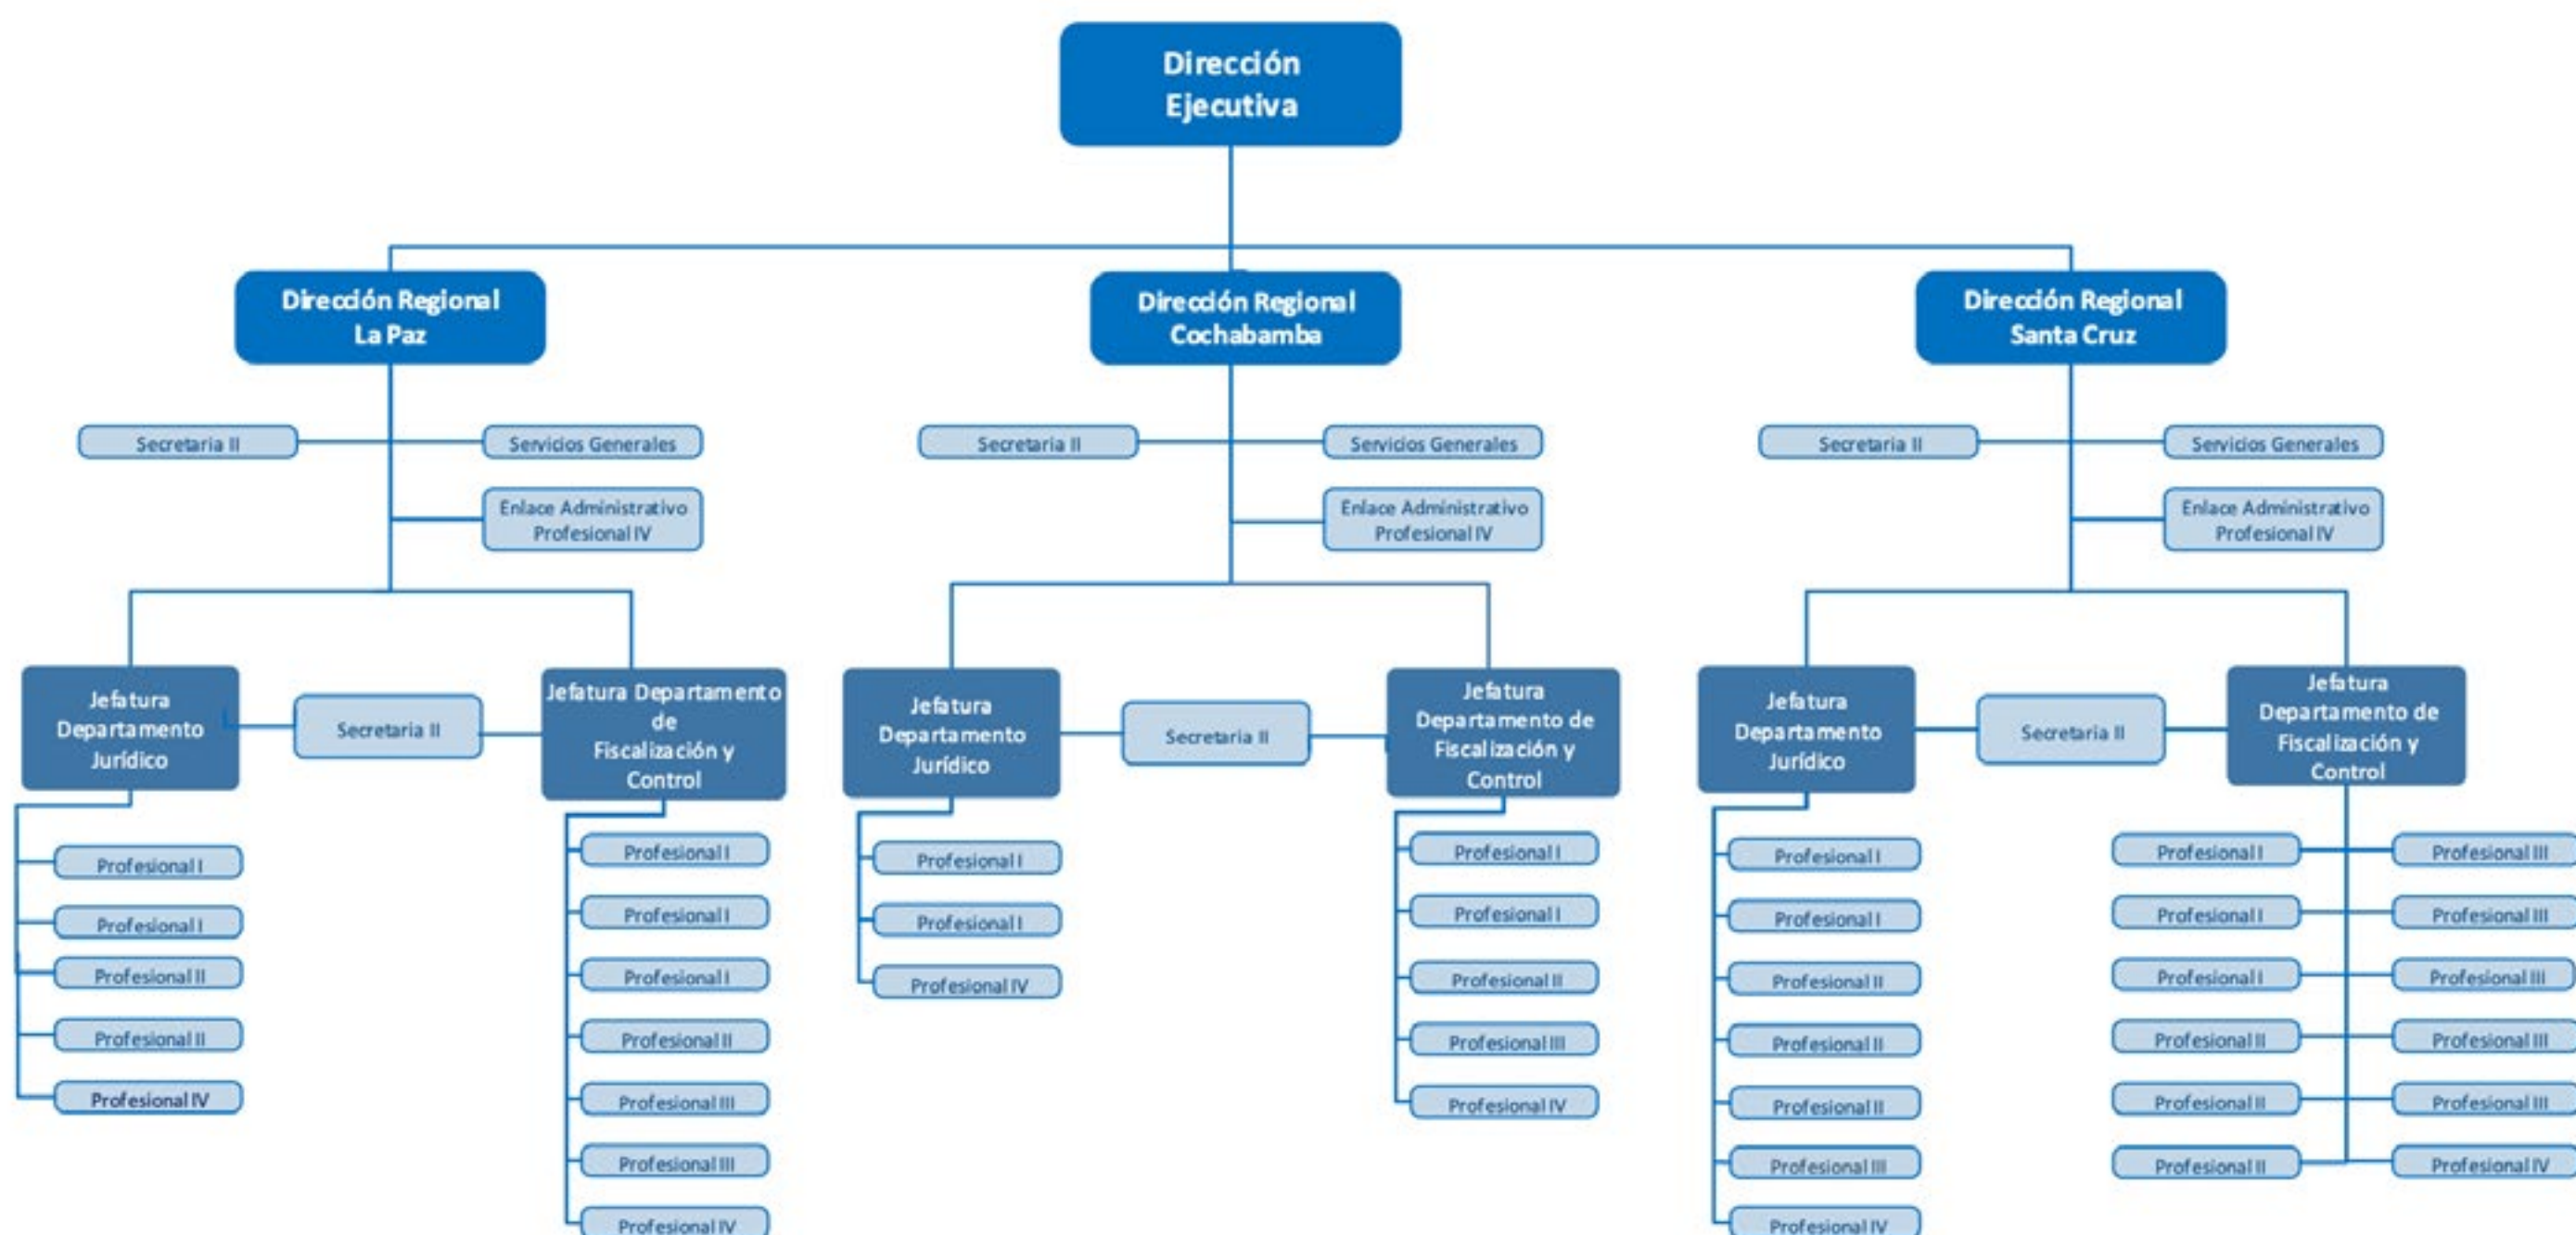 Dirección
Ejecutiva
Dirección Regional
La Paz
Dirección Regional
Cochabamba
Dirección Regional
Santa Cruz
Secretaria II
Servicios Generales
Secretaria II
Servicios Generales
Secretaria II
Servicios Generales
Enlace Administrativo
Profesional IV
Enlace Administrativo
Profesional IV
Enlace Administrativo
Profesional IV
Jefatura
Departamento
Jurídico
Secretaria II
Jefatura Departamento
de
Fiscalización y
Control
Jefatura
Departamento
Jurídico
Secretaria II
Jefatura
Departamento de
Fiscalización y
Control
Jefatura
Departamento
Jurídico
Secretaria II
Jefatura
Departamento de
Fiscalización y
Control
Profesional I
Profesional I
Profesional II
Profesional II
Profesional IV
Profesional I
Profesional I
Profesional I
Profesional II
Profesional III
Profesional III
Profesional IV
Profesional I
Profesional I
Profesional IV
Profesional I
Profesional I
Profesional II
Profesional III
Profesional IV
Profesional I
Profesional I
Profesional II
Profesional II
Profesional II
Profesional III
Profesional IV
Profesional I
Profesional I
Profesional I
Profesional II
Profesional II
Profesional II
Profesional III
Profesional III
Profesional III
Profesional III
Profesional III
Profesional IV